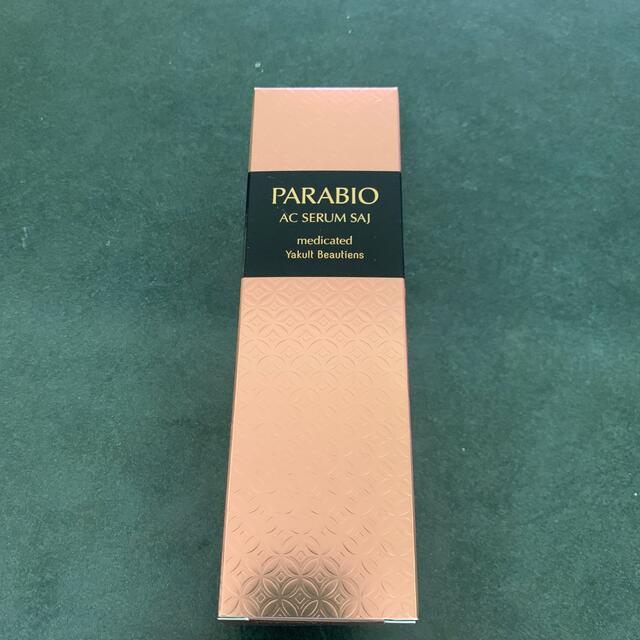 PARABIO
AC SERUM SAJ
medicated
Yakult Beautiens